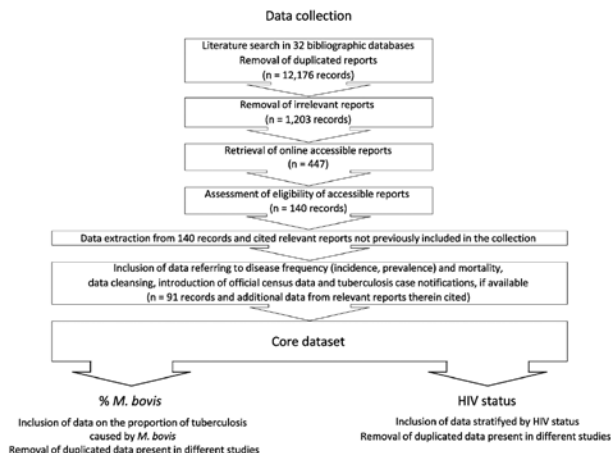 Data collection
Literature search in 32 bibliographic databases
Removal of duplicated reports
(n = 12,176 records)
Removal of irrelevant reports
(n = 1,203 records)
Retrieval of online accessible reports
(n = 447)
Assessment of eligibility of accessible reports
(n = 140 records)
Data extraction from 140 records and cited relevant reports not previously included in the collection
Inclusion of data referring to disease frequency (incidence, prevalence) and mortality,
data cleansing, introduction of official census data and tuberculosis case notifications, if available
(n = 91 records and additional data from relevant reports therein cited)
Core dataset
% M. bovis
Inclusion of data on the proportion of tuberculosis
caused by M. bovis
Removal of duplicated data present in different studies
HIV status
Inclusion of data stratifyed by HIV status
Removal of duplicated data present in different studies